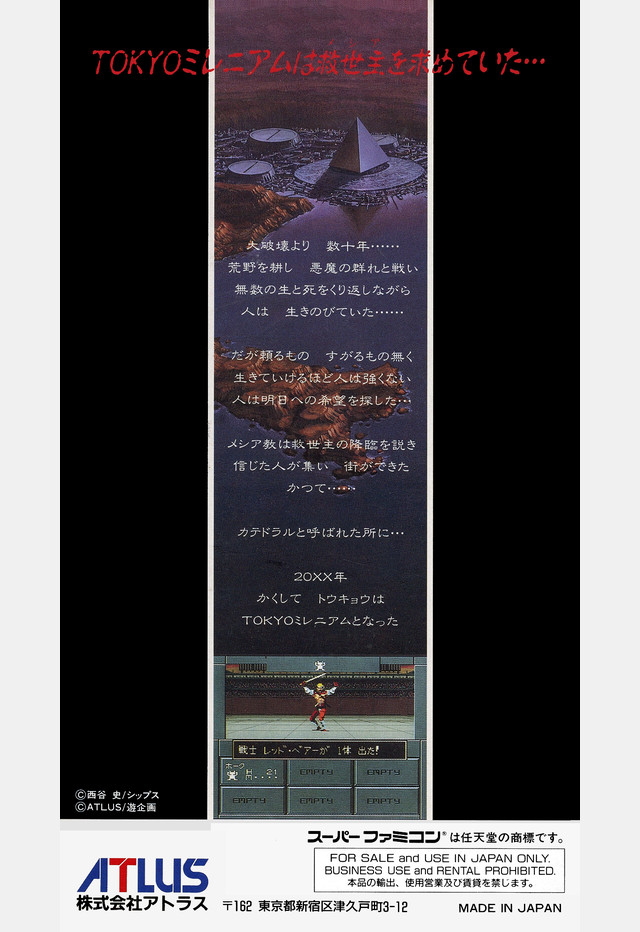 TOKYOミレニアムは救世主を求めていた…
大破壊より 数十年……
荒野を耕し 悪魔の群れと戦い
無数の生と死をくり返しながら
人は 生きのびていた……
だが頼るもの すがるもの無く
生きていけるほど人は強くない
人は明日への希望を探した…
メシア教は救世主の降臨を説き
信じた人が集い 街ができた
かつて……
カテドラルと呼ばれた所に…
20XX年
かくして トウキョウは
TOKYOミレニアムとなった
戦士 レッド・ベアーが 1体 出た!
ホーク
EMPTY EMPTY
EMPTY EMPTY EMPTY
Ⓒ西谷 史/シップス
ⒸATLUS/遊企画
スーパーファミコン®は任天堂の商標です。
FOR SALE and USE IN JAPAN ONLY.
BUSINESS USE and RENTAL PROHIBITED.
本品の輸出、使用営業及び賃貸を禁じます。
ATLUS
株式会社アトラス
〒162 東京都新宿区津久戸町3-12
MADE IN JAPAN